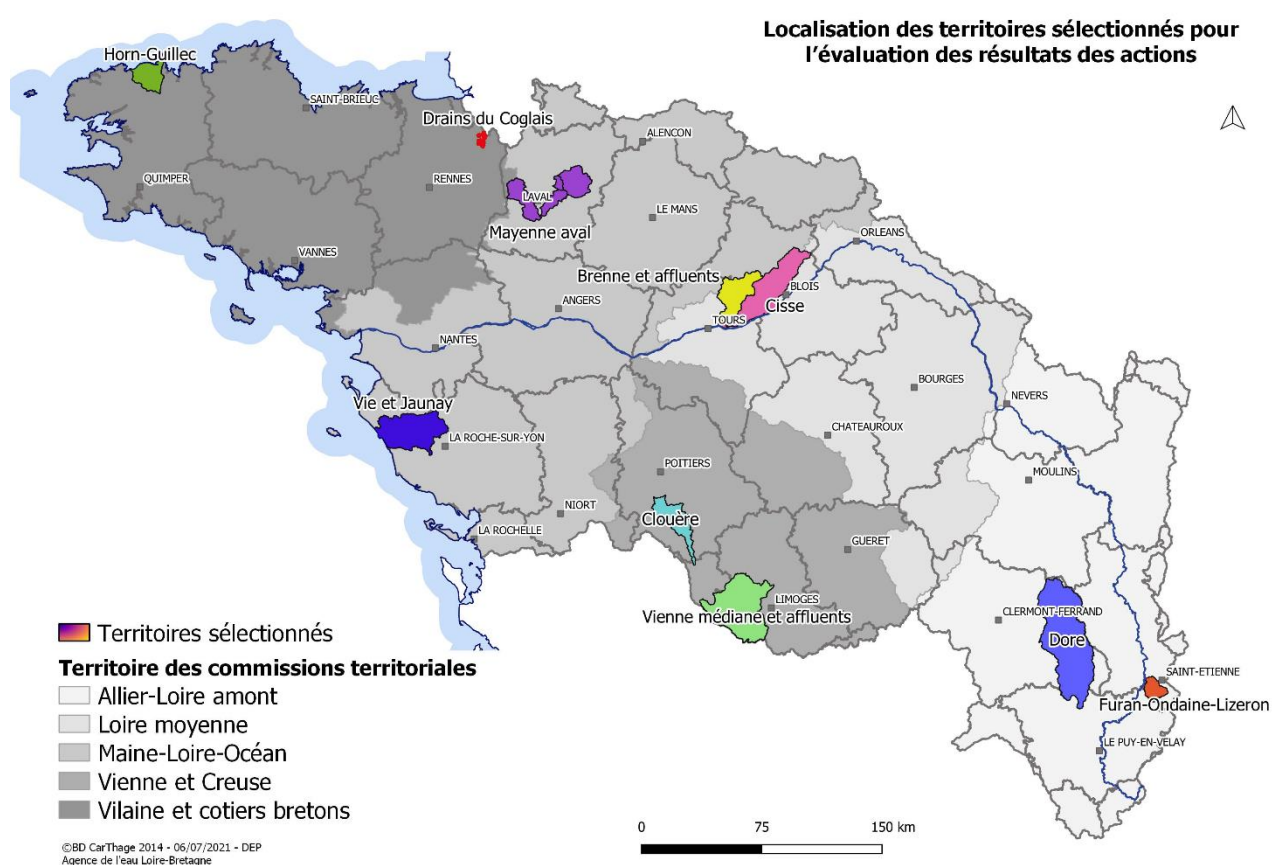 Localisation des territoires sélectionnés pour
l’évaluation des résultats des actions
Horn-Guillec
SAINT-BRIEUC
Drains du Coglais
ALENCON
QUIMPER
RENNES
LAVAL
LE MANS
Mayenne aval
ORLEANS
VANNES
Brenne et affluents
BLOIS
ANGERS
Cisse
TOURS
NANTES
BOURGES
NEVERS
Vie et Jaunay
LA ROCHE-SUR-YON
CHATEAUROUX
POITIERS
MOULINS
NIORT
Clouère
LA ROCHELLE
GUERET
LIMOGES
Vienne médiane et affluents
CLERMONT-FERRAND
Dore
SAINT-ETIENNE
Furan-Ondaine-Lizeron
LE PUY-EN-VELAY
Territoires sélectionnés
Territoire des commissions territoriales
Allier-Loire amont
Loire moyenne
Maine-Loire-Océan
Vienne et Creuse
Vilaine et cotiers bretons
0 75 150 km
©BD CarThage 2014 - 06/07/2021 - DEP
Agence de l'eau Loire-Bretagne